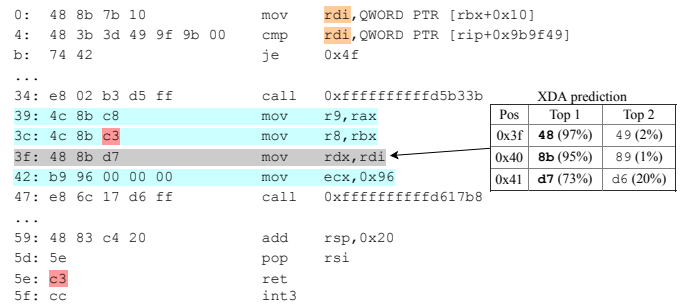 0: 48 8b 7b 10 mov rdi,QWORD PTR [rbx+0x10]
4: 48 3b 3d 49 9f 9b 00 cmp rdi,QWORD PTR [rip+0x9b9f49]
b: 74 42 je 0x4f
...
34: e8 02 b3 d5 ff call 0xffffffffffd5b33b
39: 4c 8b c8 mov r9,rax
3c: 4c 8b c3 mov r8,rbx
3f: 48 8b d7 mov rdx,rdi
42: b9 96 00 00 00 mov ecx,0x96
47: e8 6c 17 d6 ff call 0xffffffffffd617b8
...
59: 48 83 c4 20 add rsp,0x20
5d: 5e pop rsi
5e: c3 ret
5f: cc int3
XDA prediction
Pos Top 1 Top 2
0x3f 48 (97%) 49 (2%)
0x40 8b (95%) 89 (1%)
0x41 d7 (73%) d6 (20%)